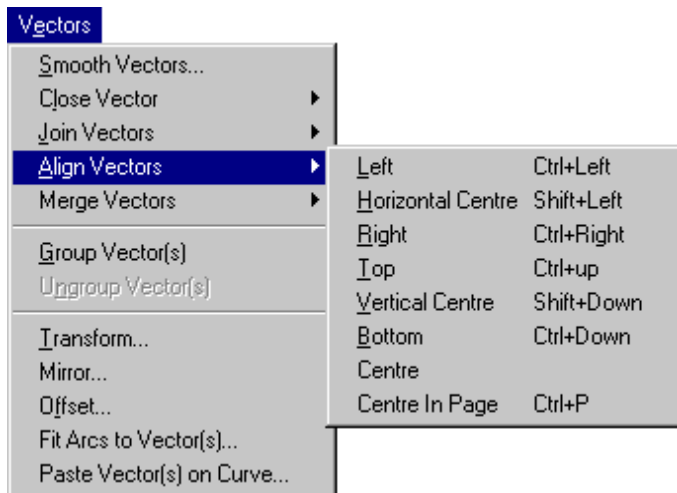 Vectors
Smooth Vectors...
Close Vector
Join Vectors
Align Vectors
Merge Vectors
Group Vector(s)
Ungroup Vector(s)
Transform...
Mirror...
Offset...
Fit Arcs to Vector(s)...
Paste Vector(s) on Curve...
Left Ctrl+Left
Horizontal Centre Shift+Left
Right Ctrl+Right
Top Ctrl+up
Vertical Centre Shift+Down
Bottom Ctrl+Down
Centre
Centre In Page Ctrl+P